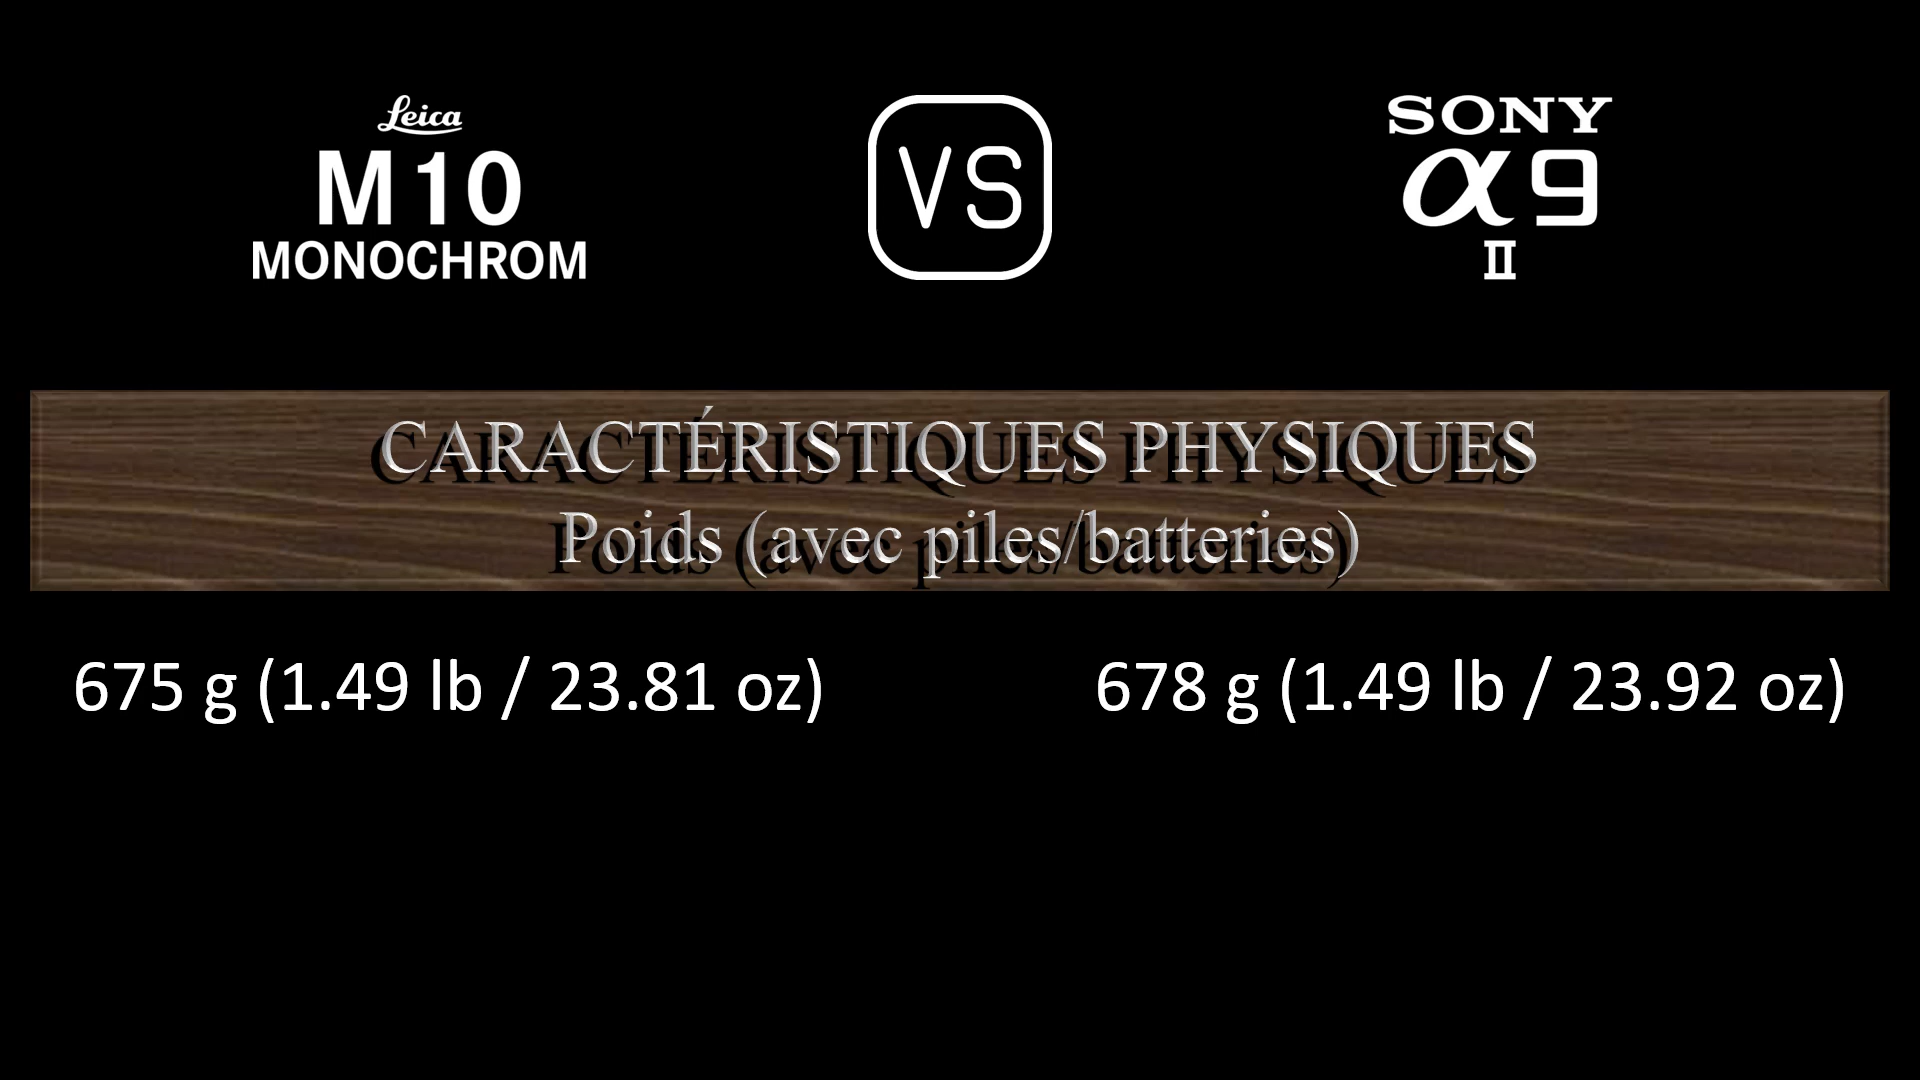 Leica
M10
MONOCHROM
VS
SONY
α9
II
CARACTÉRISTIQUES PHYSIQUES
Poids (avec piles/batteries)
675 g (1.49 lb / 23.81 oz)
678 g (1.49 lb / 23.92 oz)